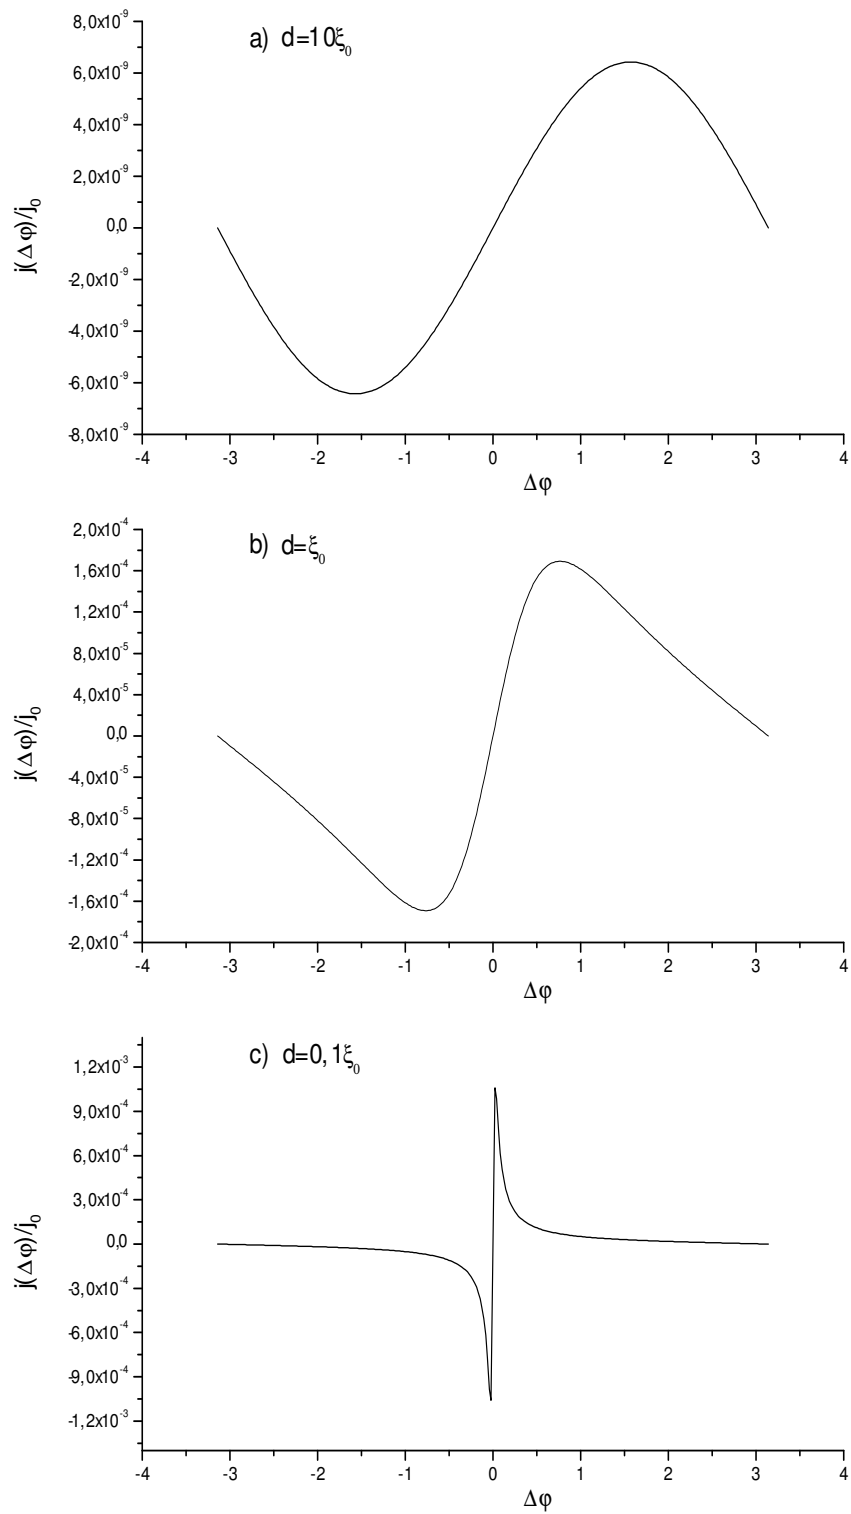 a) d=10ξ₀
8,0x10⁻⁹
6,0x10⁻⁹
4,0x10⁻⁹
2,0x10⁻⁹
0,0
-2,0x10⁻⁹
-4,0x10⁻⁹
-6,0x10⁻⁹
-8,0x10⁻⁹
j(Δφ)/j₀
-4 -3 -2 -1 0 1 2 3 4
Δφ
b) d=ξ₀
2,0x10⁻⁴
1,6x10⁻⁴
1,2x10⁻⁴
8,0x10⁻⁵
4,0x10⁻⁵
0,0
-4,0x10⁻⁵
-8,0x10⁻⁵
-1,2x10⁻⁴
-1,6x10⁻⁴
-2,0x10⁻⁴
j(Δφ)/j₀
-4 -3 -2 -1 0 1 2 3 4
Δφ
c) d=0,1ξ₀
1,2x10⁻³
9,0x10⁻⁴
6,0x10⁻⁴
3,0x10⁻⁴
0,0
-3,0x10⁻⁴
-6,0x10⁻⁴
-9,0x10⁻⁴
-1,2x10⁻³
j(Δφ)/j₀
-4 -3 -2 -1 0 1 2 3 4
Δφ